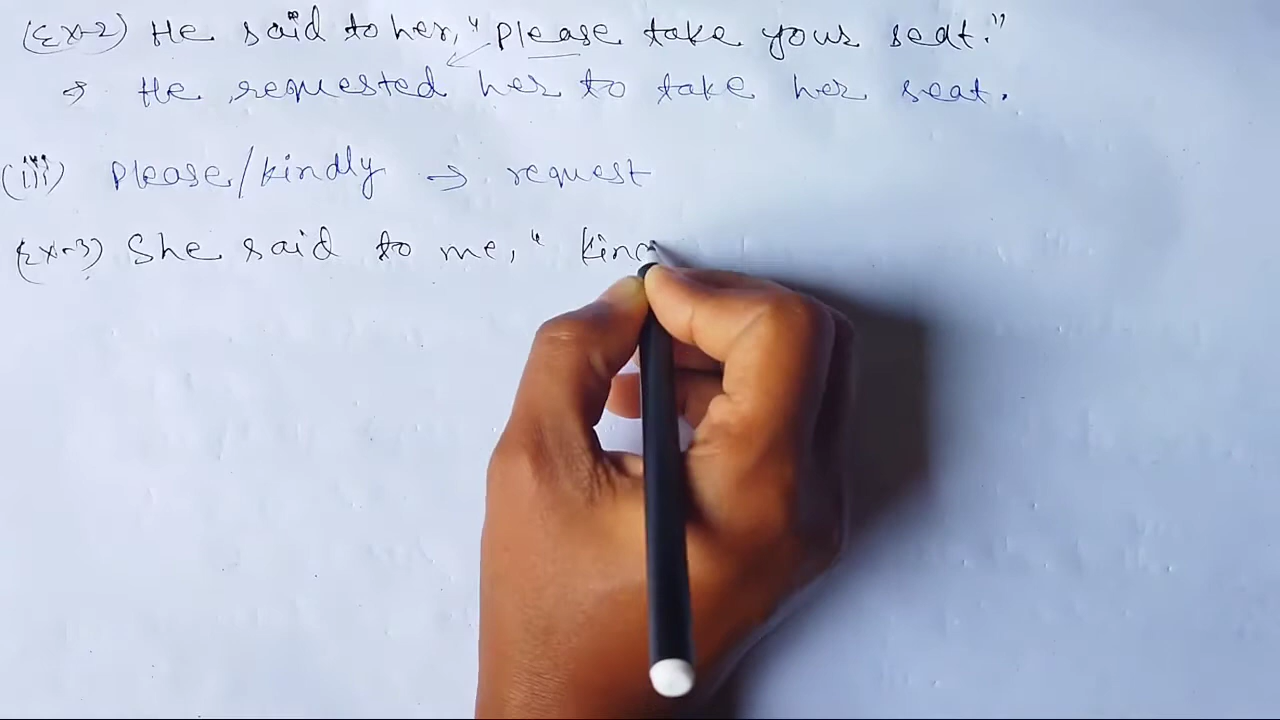 (Ex-2) He said to her, "please take your seat."
→ He requested her to take her seat.
(iii) Please/kindly → request
(Ex-3) She said to me, "kind